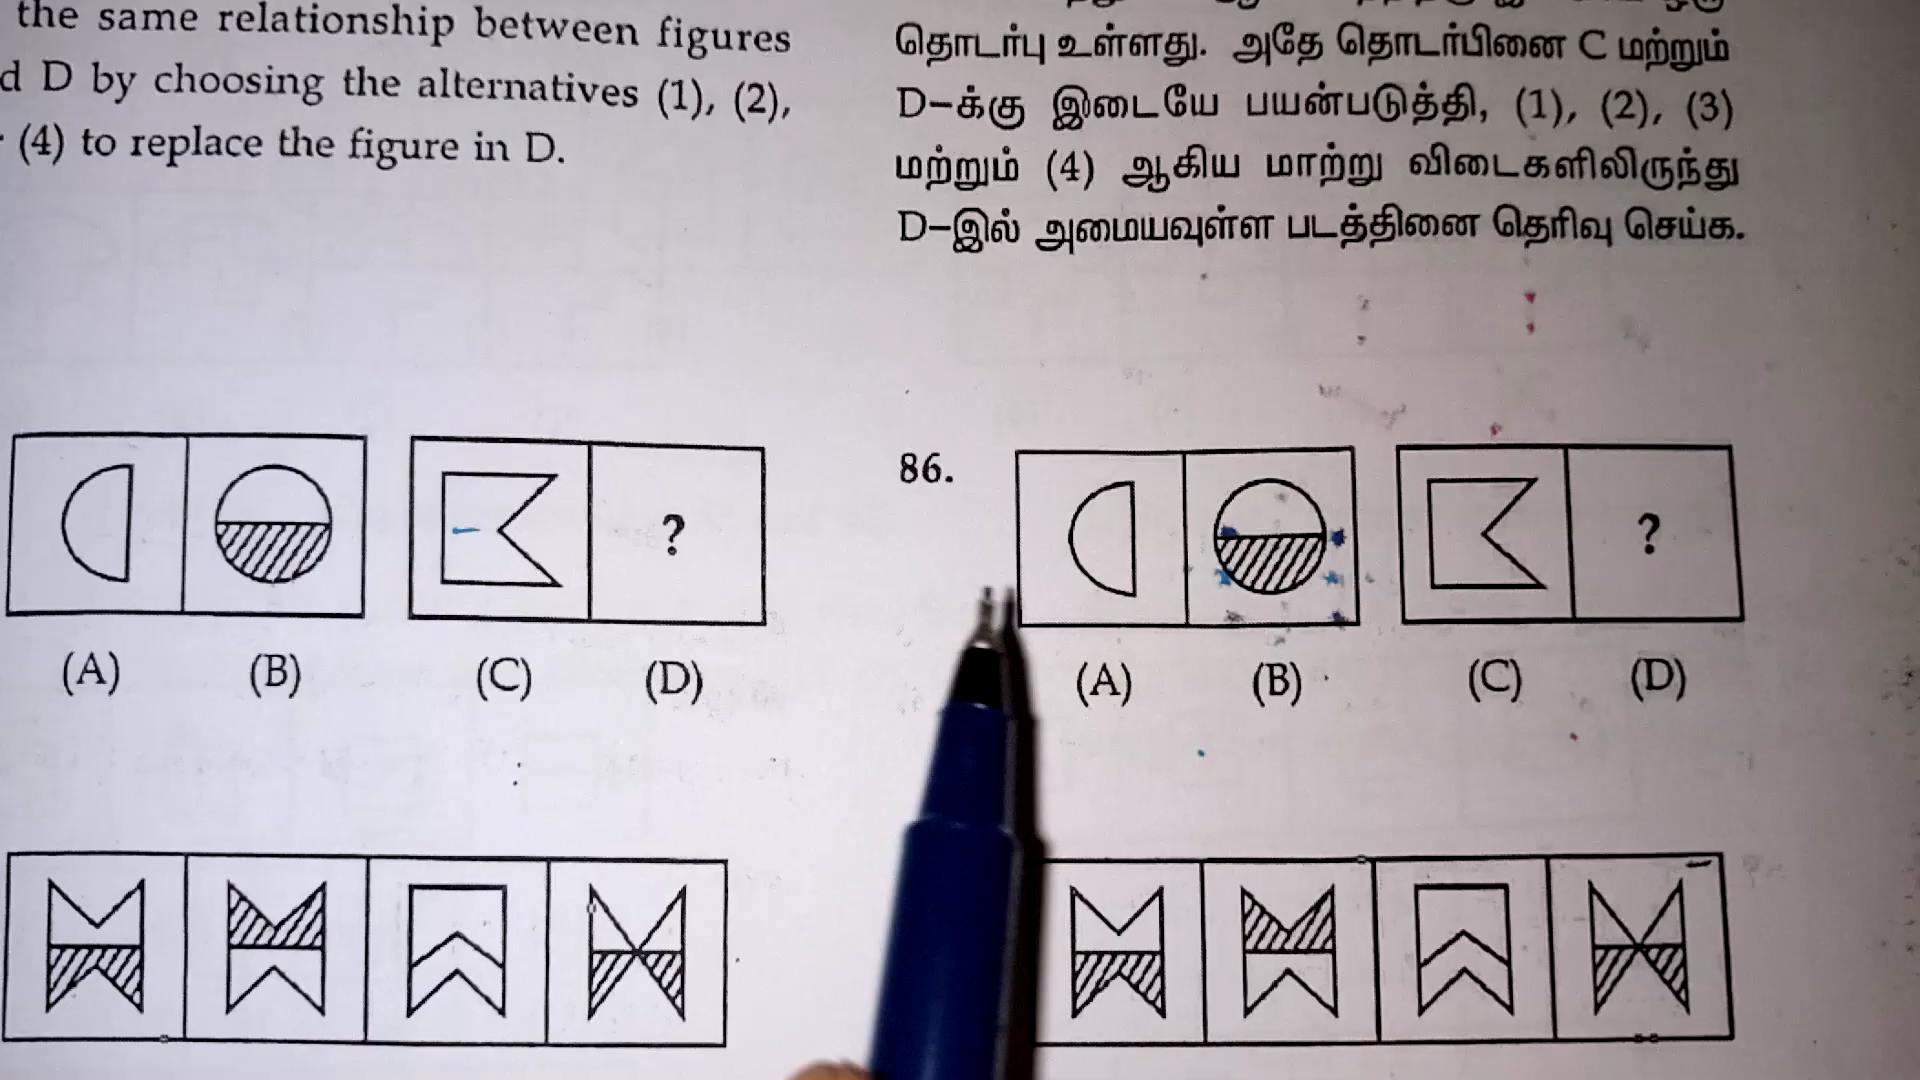 the same relationship between figures
d D by choosing the alternatives (1), (2),
(4) to replace the figure in D.
தொடர்பு உள்ளது. அதே தொடர்பினை C மற்றும்
D-க்கு இடையே பயன்படுத்தி, (1), (2), (3)
மற்றும் (4) ஆகிய மாற்று விடைகளிலிருந்து
D-இல் அமையவுள்ள படத்தினை தெரிவு செய்க.
?
(A) (B) (C) (D)
86.
?
(A) (B) (C) (D)